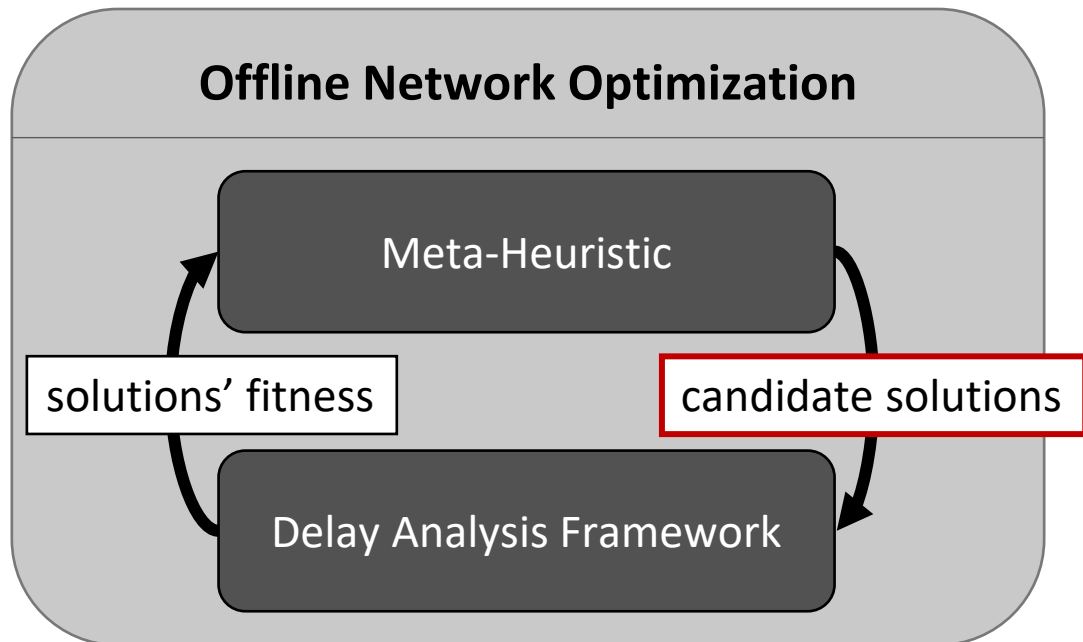 Offline Network Optimization
Meta-Heuristic
solutions’ fitness
candidate solutions
Delay Analysis Framework